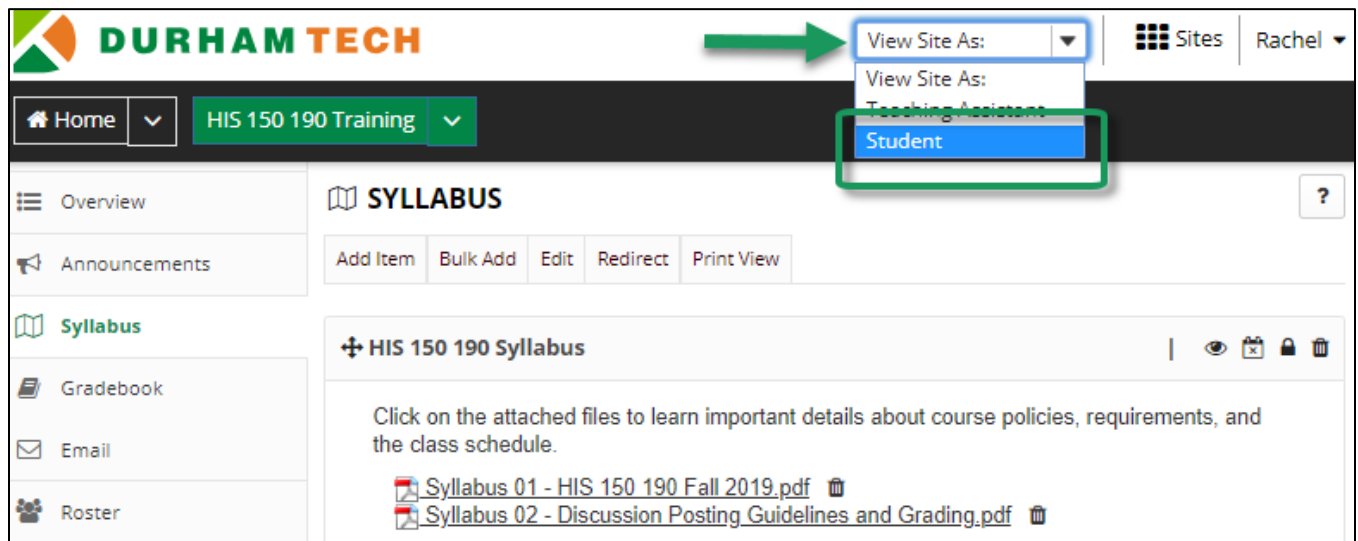 DURHAM TECH
View Site As:
Sites
Rachel
View Site As:
Teaching Assistant
Student
Home
HIS 150 190 Training
Overview
Announcements
Syllabus
Gradebook
Email
Roster
SYLLABUS
?
Add Item Bulk Add Edit Redirect Print View
HIS 150 190 Syllabus
Click on the attached files to learn important details about course policies, requirements, and
the class schedule.
Syllabus 01 - HIS 150 190 Fall 2019.pdf
Syllabus 02 - Discussion Posting Guidelines and Grading.pdf